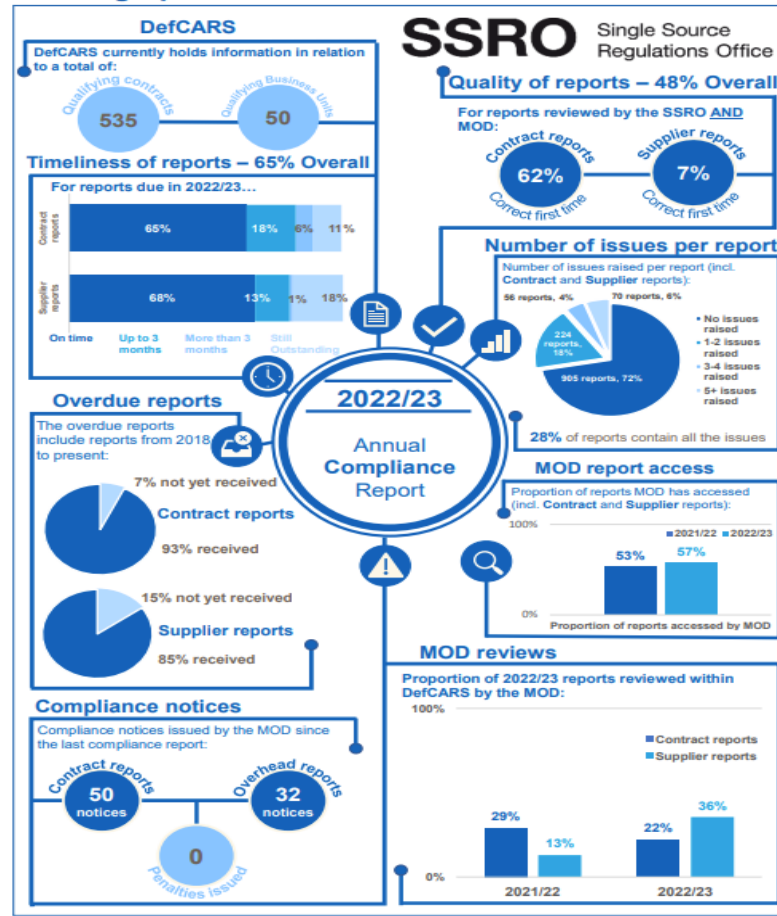 DefCARS
DefCARS currently holds information in relation
to a total of:
Qualifying contracts
535
Qualifying Business Units
50
Timeliness of reports – 65% Overall
For reports due in 2022/23...
Contract
reports
65%
18%
6%
11%
Supplier
reports
68%
13%
1%
18%
On time
Up to 3
months
More than 3
months
Still
Outstanding
SSRO
Single Source
Regulations Office
Quality of reports – 48% Overall
For reports reviewed by the SSRO AND
MOD:
Contract reports
62%
Correct first time
Supplier reports
7%
Correct first time
Number of issues per report
Number of issues raised per report (incl.
Contract and Supplier reports):
56 reports, 4%
70 reports, 6%
224
reports,
18%
905 reports, 72%
• No issues
raised
• 1-2 issues
raised
• 3-4 issues
raised
• 5+ issues
raised
28% of reports contain all the issues
2022/23
Annual
Compliance
Report
Overdue reports
The overdue reports
include reports from 2018
to present:
7% not yet received
Contract reports
93% received
15% not yet received
Supplier reports
85% received
MOD report access
Proportion of reports MOD has accessed
(incl. Contract and Supplier reports):
100%
2021/22
2022/23
53%
57%
0%
Proportion of reports accessed by MOD
Compliance notices
Compliance notices issued by the MOD since
the last compliance report:
Contract reports
50
notices
Overhead reports
32
notices
0
Penalties issued
MOD reviews
Proportion of 2022/23 reports reviewed within
DefCARS by the MOD:
100%
Contract reports
Supplier reports
29%
13%
22%
36%
0%
2021/22
2022/23